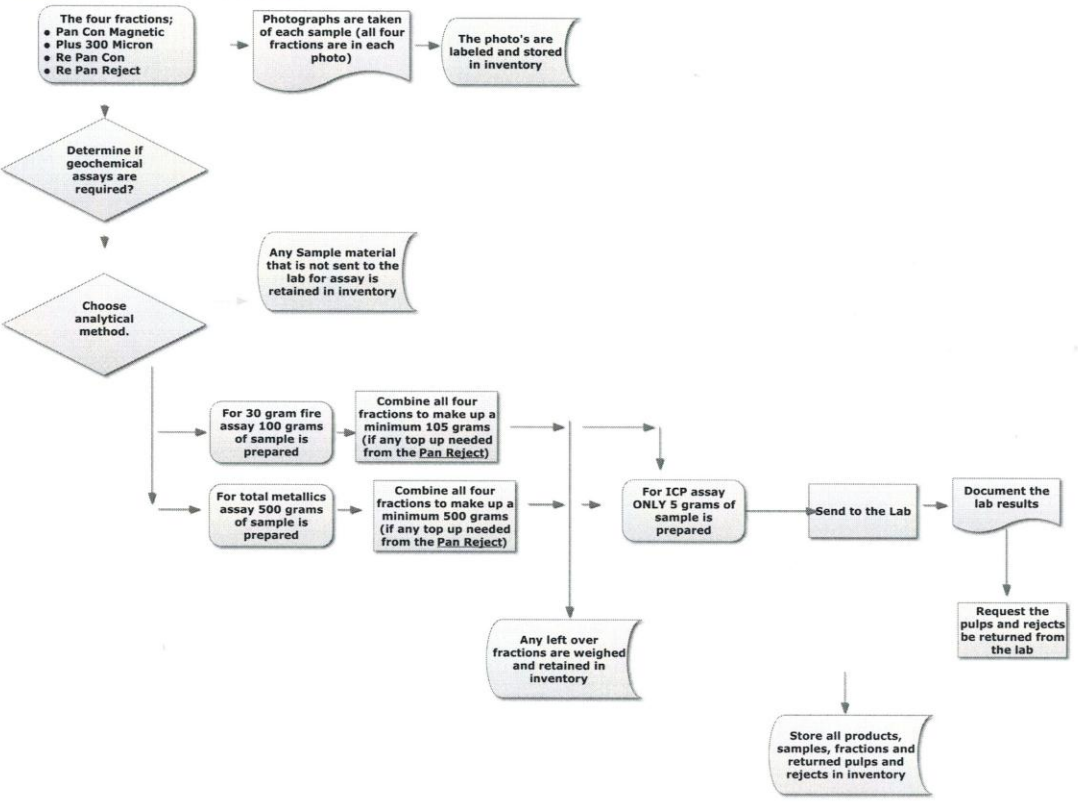 The four fractions;
• Pan Con Magnetic
• Plus 300 Micron
• Re Pan Con
• Re Pan Reject
Photographs are taken
of each sample (all four
fractions are in each
photo)
The photo's are
labeled and stored
in inventory
Determine if
geochemical
assays are
required?
Any Sample material
that is not sent to the
lab for assay is
retained in inventory
Choose
analytical
method.
For 30 gram fire
assay 100 grams
of sample is
prepared
Combine all four
fractions to make up a
minimum 105 grams
(if any top up needed
from the Pan Reject)
For total metallics
assay 500 grams
of sample is
prepared
Combine all four
fractions to make up a
minimum 500 grams
(if any top up needed
from the Pan Reject)
For ICP assay
ONLY 5 grams of
sample is
prepared
Send to the Lab
Document the
lab results
Request the
pulps and rejects
be returned from
the lab
Any left over
fractions are weighed
and retained in
inventory
Store all products,
samples, fractions and
returned pulps and
rejects in inventory